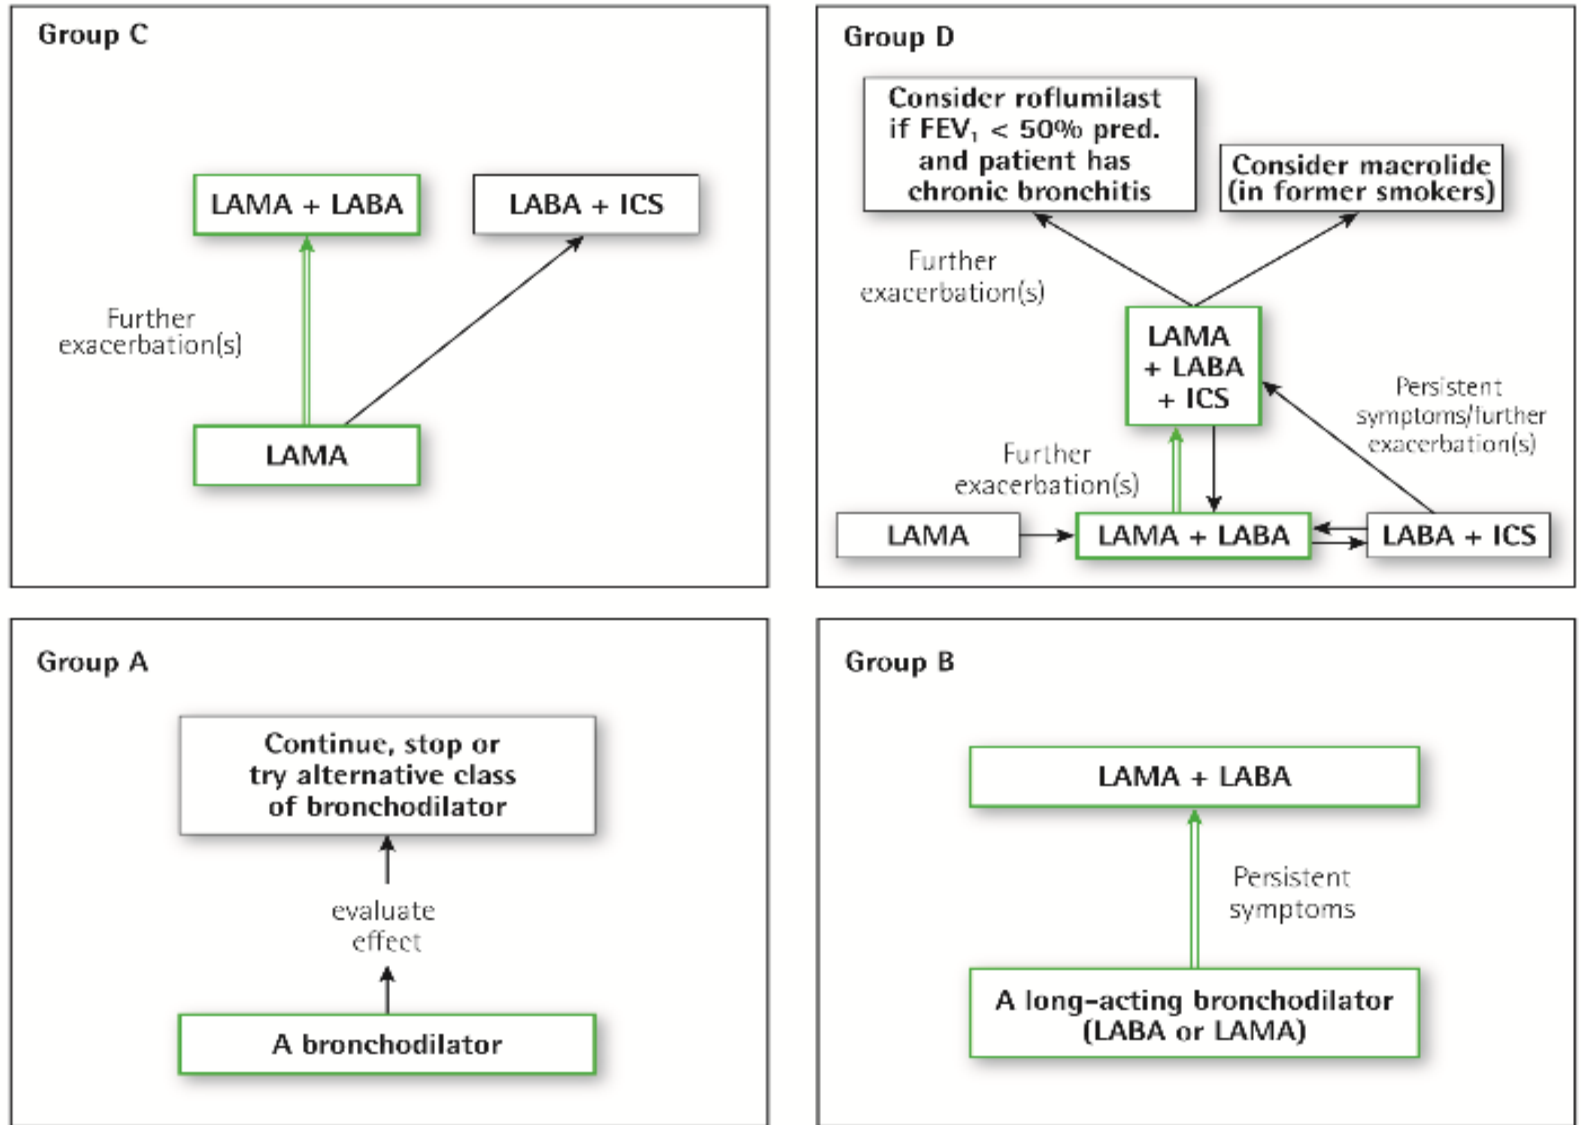 Group C
LAMA + LABA
LABA + ICS
Further
exacerbation(s)
LAMA
Group D
Consider roflumilast
if FEV₁ < 50% pred.
and patient has
chronic bronchitis
Consider macrolide
(in former smokers)
Further
exacerbation(s)
LAMA
+ LABA
+ ICS
Persistent
symptoms/further
exacerbation(s)
Further
exacerbation(s)
LAMA
LAMA + LABA
LABA + ICS
Group A
Continue, stop or
try alternative class
of bronchodilator
evaluate
effect
A bronchodilator
Group B
LAMA + LABA
Persistent
symptoms
A long-acting bronchodilator
(LABA or LAMA)